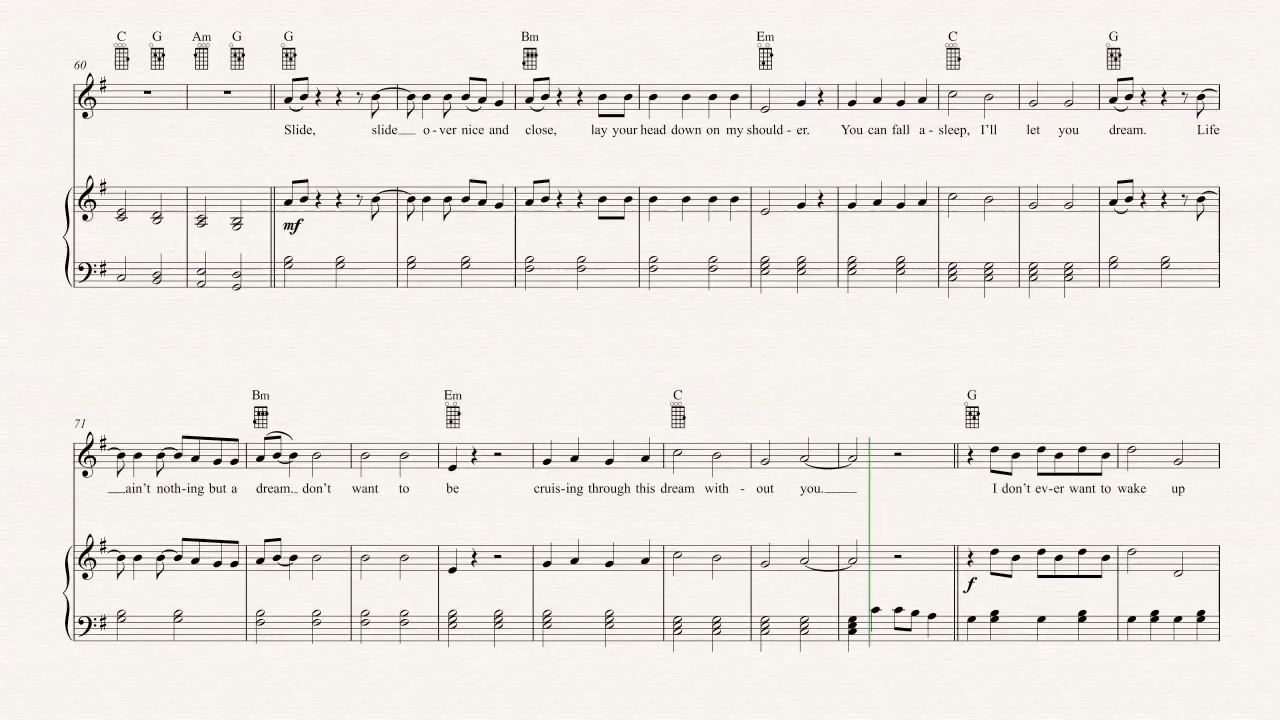 C G Am G G Bm Em C G
60
mf
Slide, slide o - ver nice and close, lay your head down on my should - er. You can fall a - sleep, I'll let you dream. Life
Bm Em C G
71
ain't noth-ing but a dream. don't want to be cruis-ing through this dream with - out you. I don't ev-er want to wake up
f